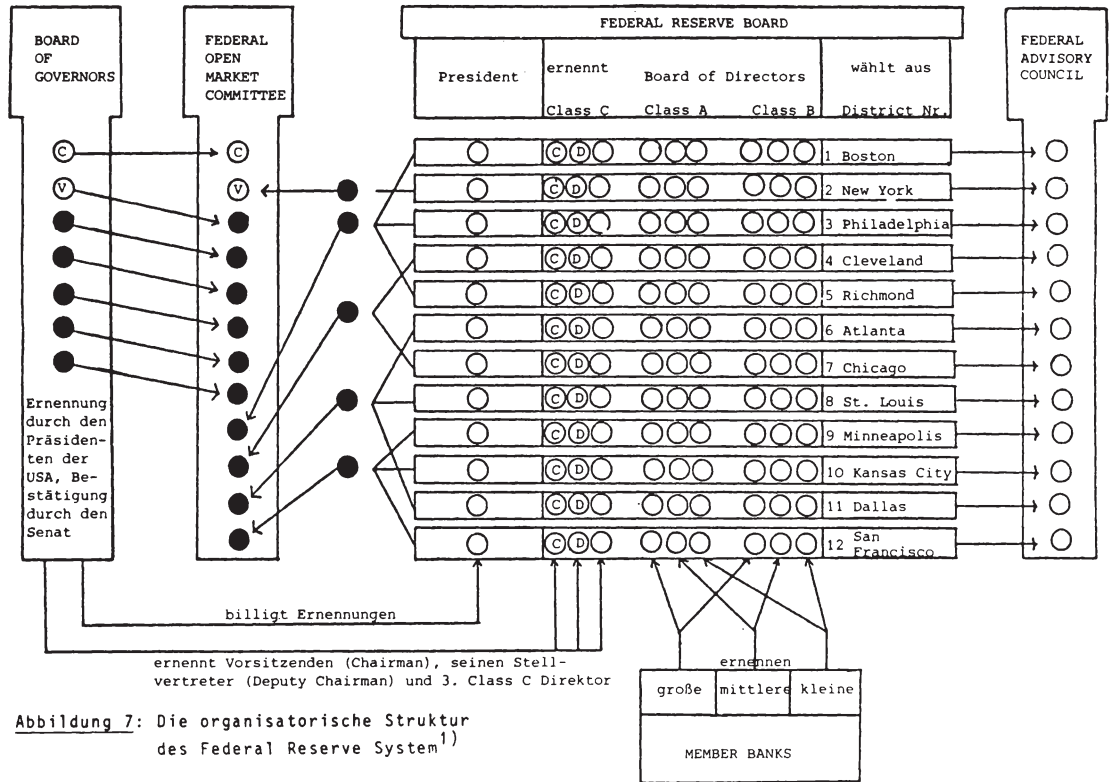 BOARD
OF
GOVERNORS
FEDERAL
OPEN
MARKET
COMMITTEE
FEDERAL RESERVE BOARD
President
ernennt
Board of Directors
wählt aus
Class C
Class A
Class B
District Nr.
FEDERAL
ADVISORY
COUNCIL
C
V
C
V
C D
1 Boston
C D
2 New York
C D
3 Philadelphia
C D
4 Cleveland
C D
5 Richmond
C D
6 Atlanta
C D
7 Chicago
C D
8 St. Louis
C D
9 Minneapolis
C D
10 Kansas City
C D
11 Dallas
C D
12 San
Francisco
Ernennung
durch den
Präsiden-
ten der
USA, Be-
stätigung
durch den
Senat
billigt Ernennungen
ernennt Vorsitzenden (Chairman), seinen Stell-
vertreter (Deputy Chairman) und 3. Class C Direktor
ernennen
große
mittlere
kleine
MEMBER BANKS
Abbildung 7: Die organisatorische Struktur
des Federal Reserve System1)